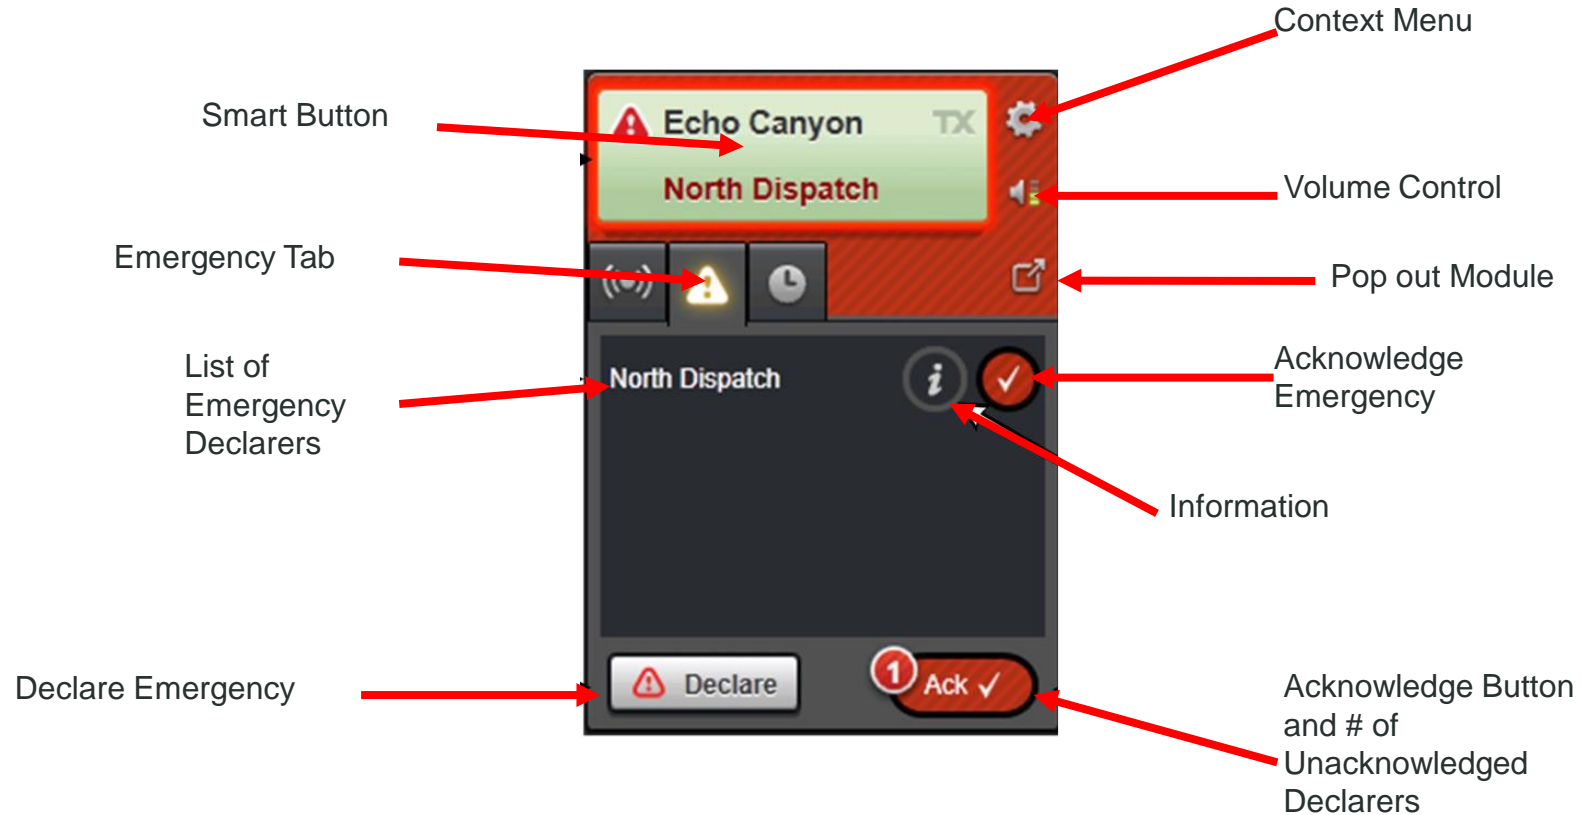 Context Menu
Smart Button
Echo Canyon TX
North Dispatch
Volume Control
Emergency Tab
Pop out Module
List of
Emergency
Declarers
North Dispatch
i
Acknowledge
Emergency
Information
Declare Emergency
Declare
1
Ack
Acknowledge Button
and # of
Unacknowledged
Declarers